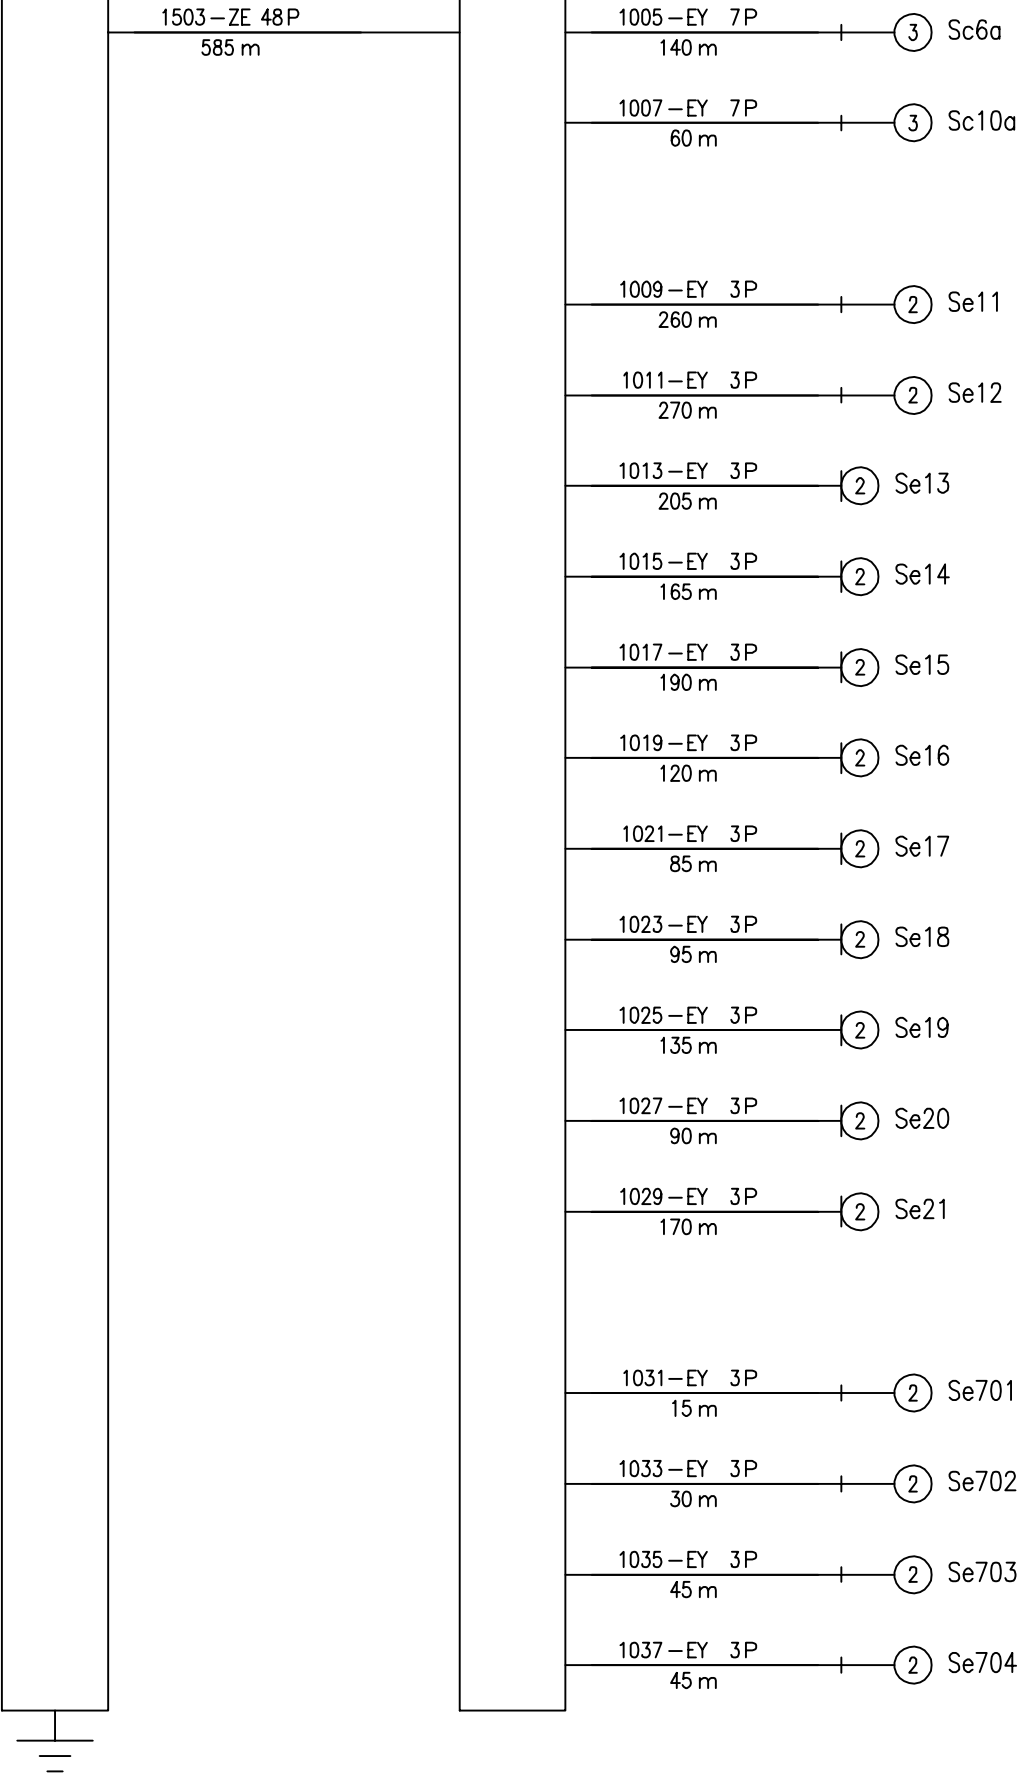 1503-ZE 48P
585 m
1005-EY 7P
140 m
3 Sc6a
1007-EY 7P
60 m
3 Sc10a
1009-EY 3P
260 m
2 Se11
1011-EY 3P
270 m
2 Se12
1013-EY 3P
205 m
2 Se13
1015-EY 3P
165 m
2 Se14
1017-EY 3P
190 m
2 Se15
1019-EY 3P
120 m
2 Se16
1021-EY 3P
85 m
2 Se17
1023-EY 3P
95 m
2 Se18
1025-EY 3P
135 m
2 Se19
1027-EY 3P
90 m
2 Se20
1029-EY 3P
170 m
2 Se21
1031-EY 3P
15 m
2 Se701
1033-EY 3P
30 m
2 Se702
1035-EY 3P
45 m
2 Se703
1037-EY 3P
45 m
2 Se704